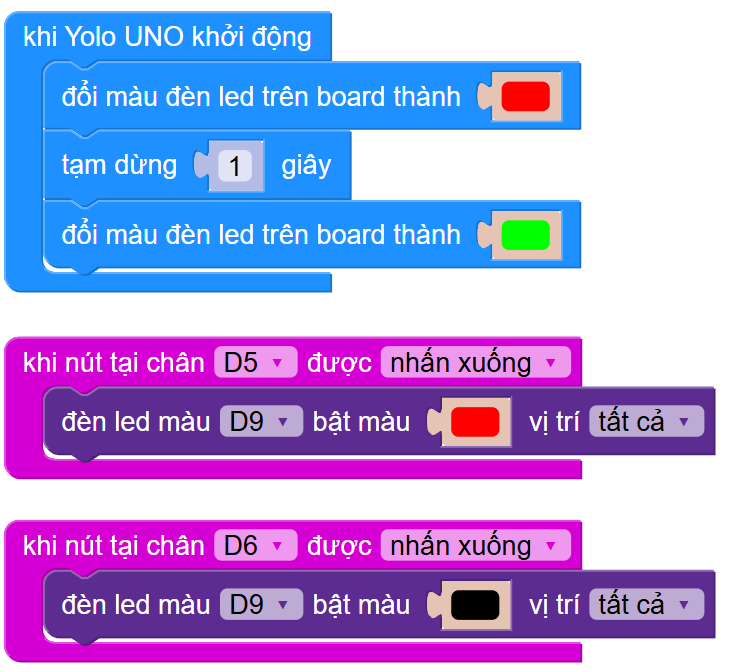 khi Yolo UNO khởi động
đổi màu đèn led trên board thành
tạm dừng 1 giây
đổi màu đèn led trên board thành
khi nút tại chân D5 được nhấn xuống
đèn led màu D9 bật màu vị trí tất cả
khi nút tại chân D6 được nhấn xuống
đèn led màu D9 bật màu vị trí tất cả